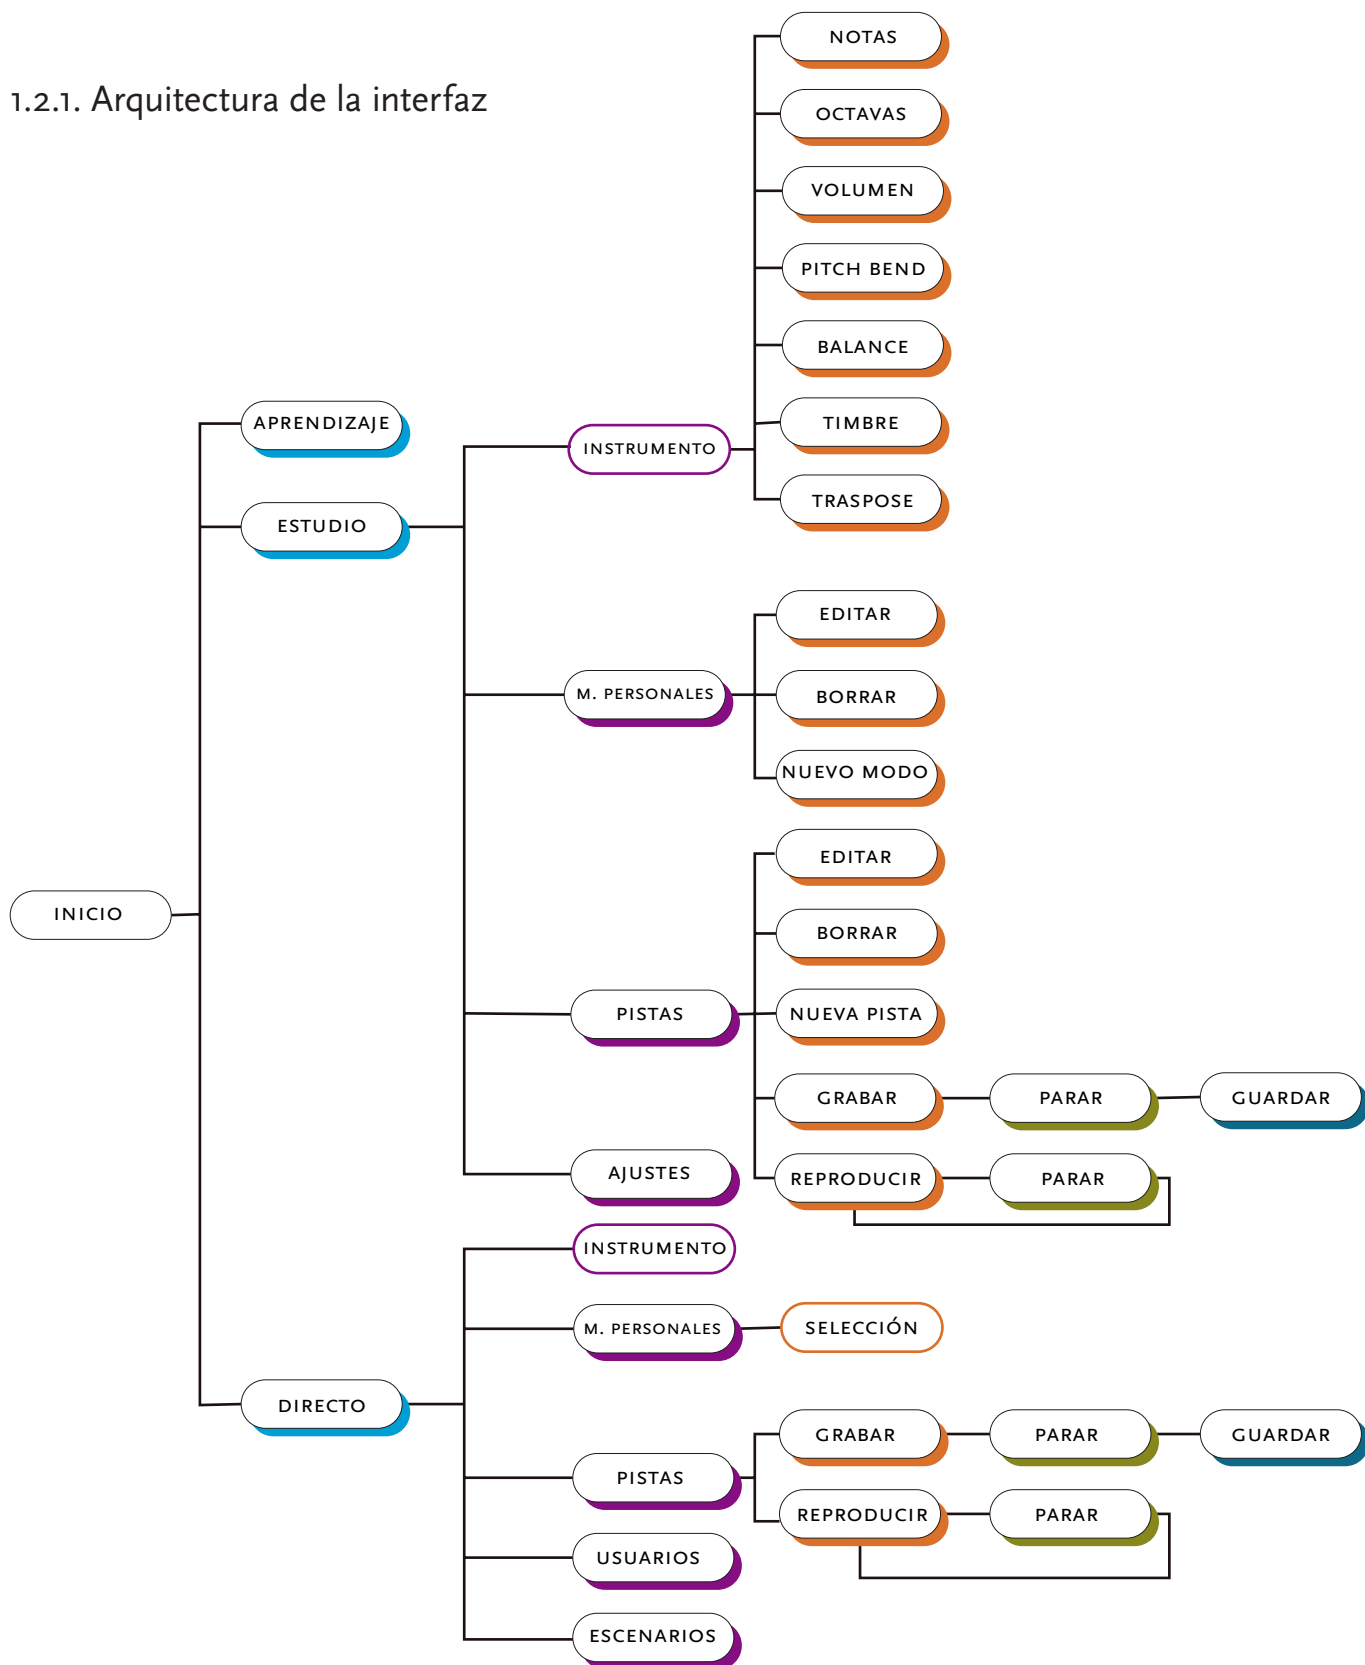 1.2.1. Arquitectura de la interfaz
INICIO
APRENDIZAJE
ESTUDIO
INSTRUMENTO
NOTAS
OCTAVAS
VOLUMEN
PITCH BEND
BALANCE
TIMBRE
TRASPOSE
M. PERSONALES
EDITAR
BORRAR
NUEVO MODO
PISTAS
EDITAR
BORRAR
NUEVA PISTA
GRABAR
PARAR
GUARDAR
REPRODUCIR
PARAR
AJUSTES
DIRECTO
INSTRUMENTO
M. PERSONALES
SELECCIÓN
PISTAS
GRABAR
PARAR
GUARDAR
REPRODUCIR
PARAR
USUARIOS
ESCENARIOS